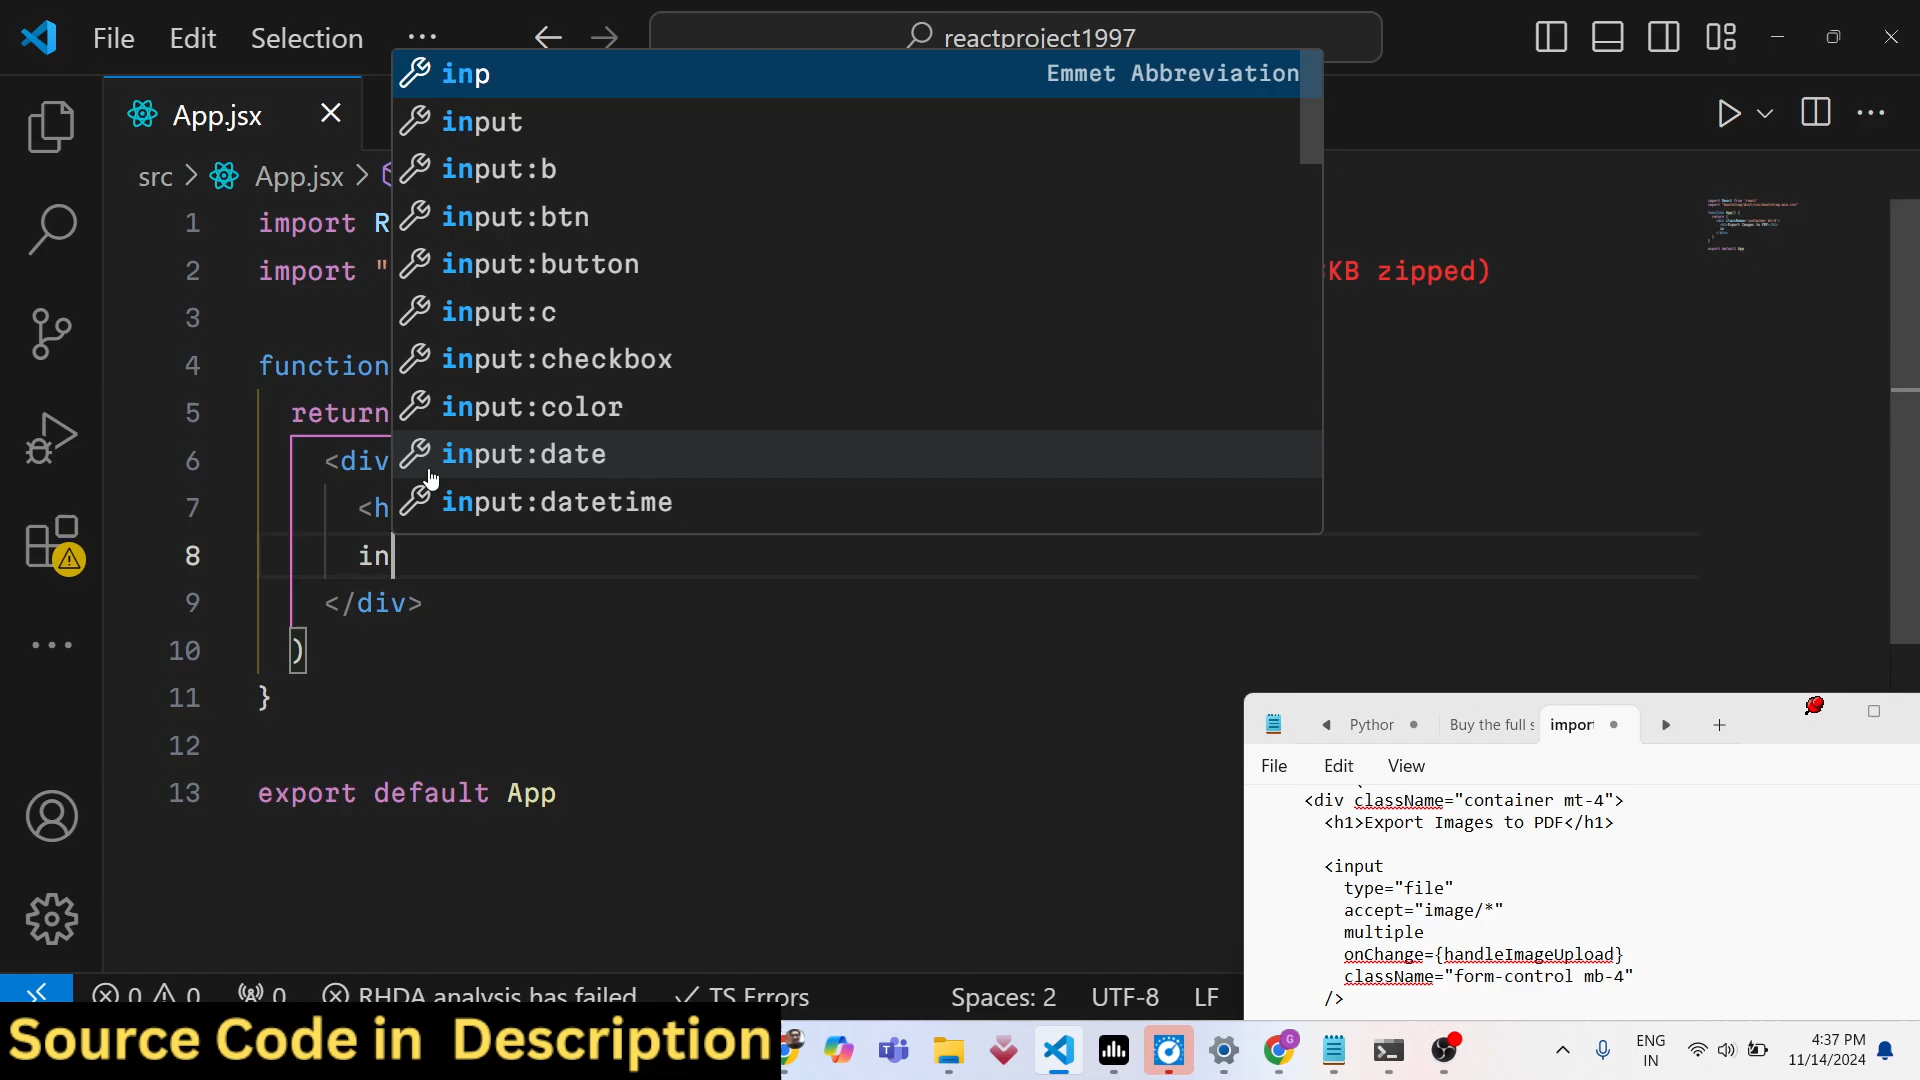 File Edit Selection ··· reactproject1997
App.jsx
src > App.jsx >
inp Emmet Abbreviation
input
input:b
input:btn
input:button
input:c
input:checkbox
input:color
input:date
input:datetime
1 import R
2 import " KB zipped)
3
4 function
5 return
6 <div
7 <h
8 in
9 </div>
10 )
11 }
12
13 export default App
Pythor Buy the full s import
File Edit View
<div className="container mt-4">
<h1>Export Images to PDF</h1>
<input
type="file"
accept="image/*"
multiple
onChange={handleImageUpload}
className="form-control mb-4"
/>
0 0 0 RHDA analysis has failed TS Errors Spaces: 2 UTF-8 LF
Source Code in Description
ENG
IN
4:37 PM
11/14/2024